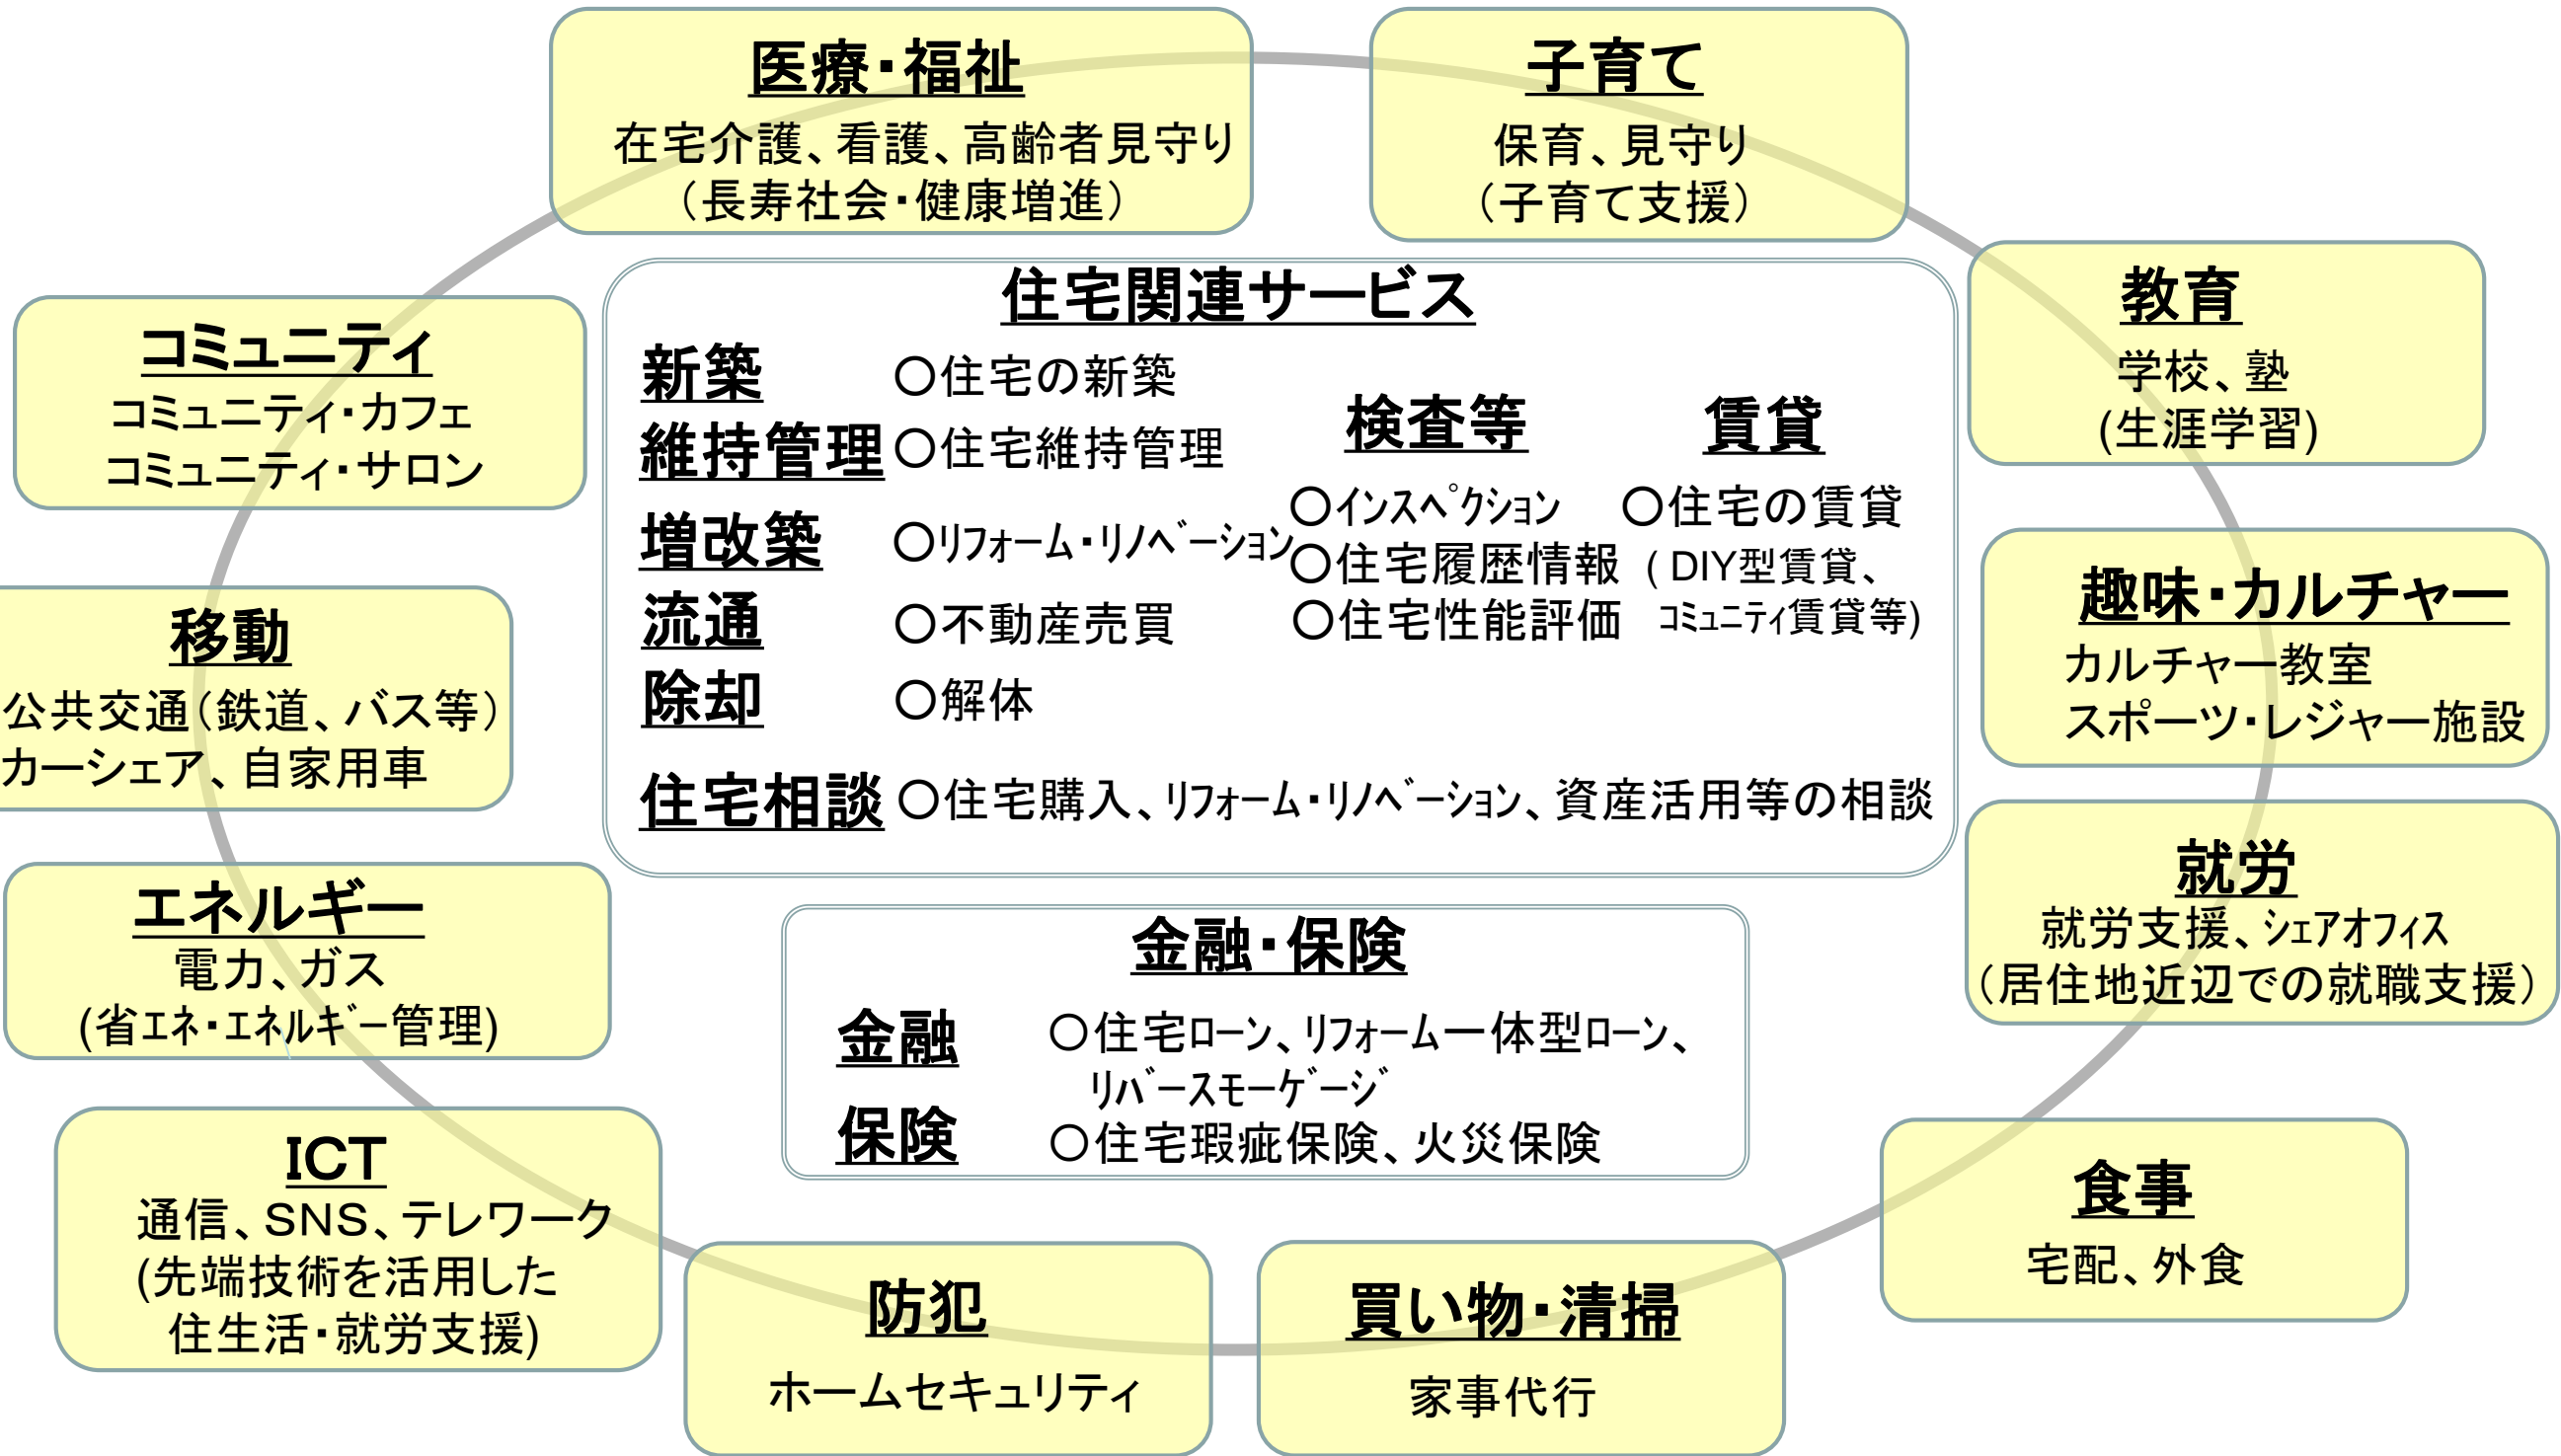 医療・福祉
在宅介護、看護、高齢者見守り
（長寿社会・健康増進）
子育て
保育、見守り
（子育て支援）
教育
学校、塾
(生涯学習)
趣味・カルチャー
カルチャー教室
スポーツ・レジャー施設
就労
就労支援、ｼｪｱオフィス
（居住地近辺での就職支援）
食事
宅配、外食
買い物・清掃
家事代行
防犯
ホームセキュリティ
ICT
通信、SNS、テレワーク
(先端技術を活用した
住生活・就労支援)
エネルギー
電力、ガス
(省エネ・エネルギー管理)
移動
公共交通（鉄道、バス等）
カーシェア、自家用車
コミュニティ
コミュニティ・カフェ
コミュニティ・サロン
住宅関連サービス
新築 〇住宅の新築
維持管理 〇住宅維持管理
増改築 〇ﾘﾌｫｰﾑ・ﾘﾉﾍﾞｰｼｮﾝ
流通 〇不動産売買
除却 〇解体
検査等
〇ｲﾝｽﾍﾟｸｼｮﾝ
〇住宅履歴情報
〇住宅性能評価
賃貸
〇住宅の賃貸
( DIY型賃貸、
ｺﾐｭﾆﾃｨ賃貸等)
住宅相談 〇住宅購入、ﾘﾌｫｰﾑ・ﾘﾉﾍﾞｰｼｮﾝ、資産活用等の相談
金融・保険
金融 〇住宅ﾛｰﾝ、ﾘﾌｫｰﾑ一体型ﾛｰﾝ、
ﾘﾊﾞｰｽﾓｰｹﾞｰｼﾞ
保険 〇住宅瑕疵保険、火災保険